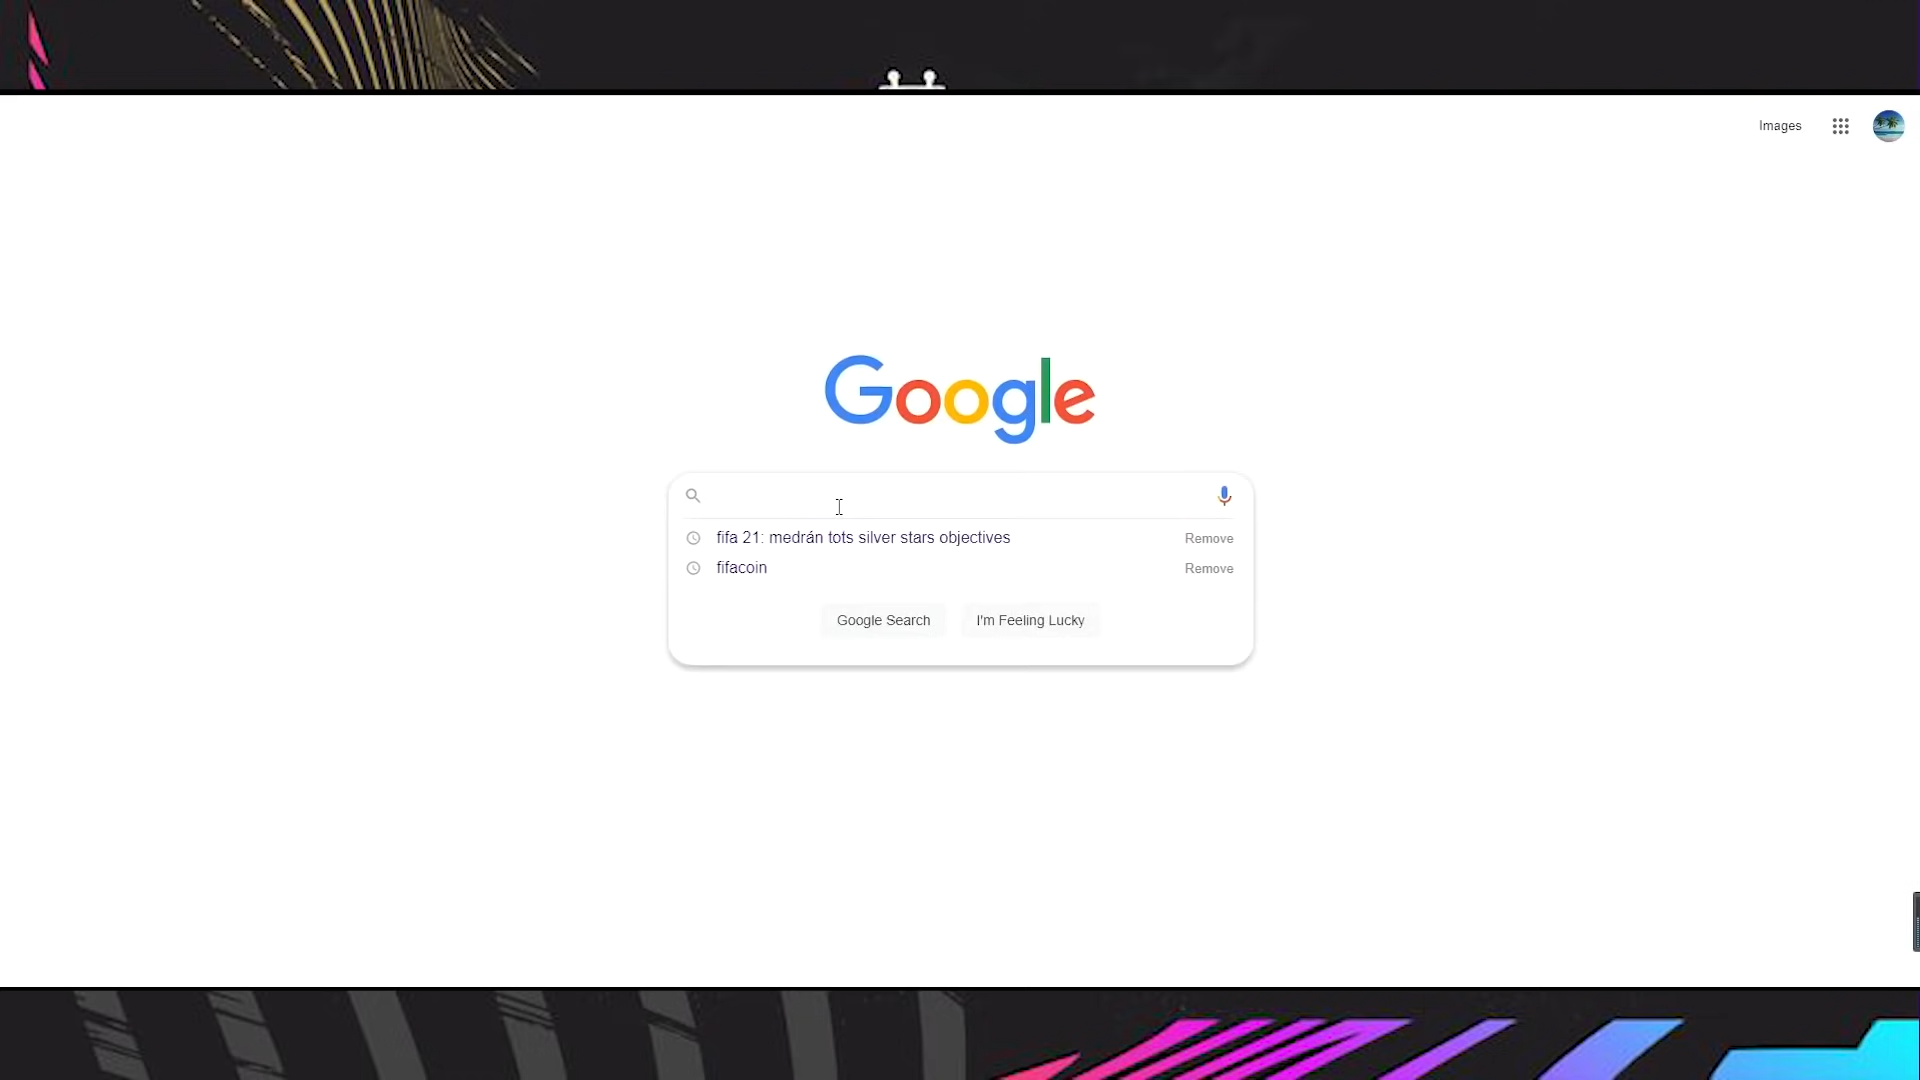 Images
Google
fifa 21: medrán tots silver stars objectives Remove
fifacoin Remove
Google Search I'm Feeling Lucky